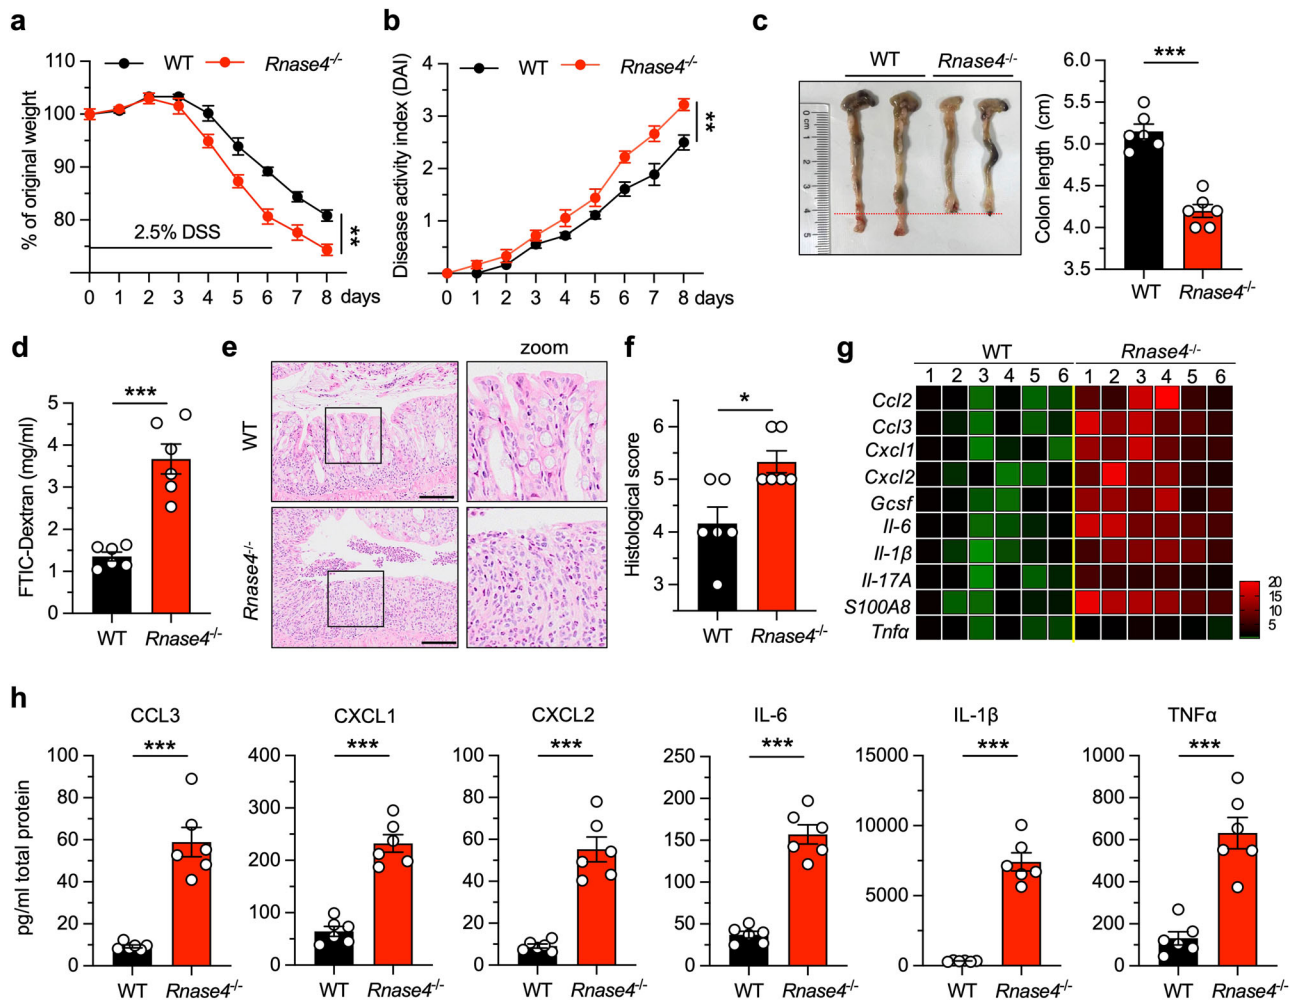 a
WT
Rnase4-/-
110
100
90
80
% of original weight
2.5% DSS
**
0 1 2 3 4 5 6 7 8 days
b
WT
Rnase4-/-
4
3
2
1
0
Disease activity index (DAI)
**
0 1 2 3 4 5 6 7 8 days
c
WT
Rnase4-/-
0 cm
1
2
3
4
5
***
6.0
5.5
5.0
4.5
4.0
3.5
Colon length (cm)
WT
Rnase4-/-
d
***
5
4
3
2
1
0
FTIC-Dextran (mg/ml)
WT
Rnase4-/-
e
zoom
WT
Rnase4-/-
f
*
6
5
4
3
Histological score
WT
Rnase4-/-
g
WT
Rnase4-/-
1 2 3 4 5 6 1 2 3 4 5 6
Ccl2
Ccl3
Cxcl1
Cxcl2
Gcsf
Il-6
Il-1β
Il-17A
S100A8
Tnfα
20
15
10
5
h
pg/ml total protein
CCL3
***
100
80
60
40
20
0
WT
Rnase4-/-
CXCL1
***
400
300
200
100
0
WT
Rnase4-/-
CXCL2
***
100
80
60
40
20
0
WT
Rnase4-/-
IL-6
***
250
200
150
100
50
0
WT
Rnase4-/-
IL-1β
***
15000
10000
5000
0
WT
Rnase4-/-
TNFα
***
1000
800
600
400
200
0
WT
Rnase4-/-